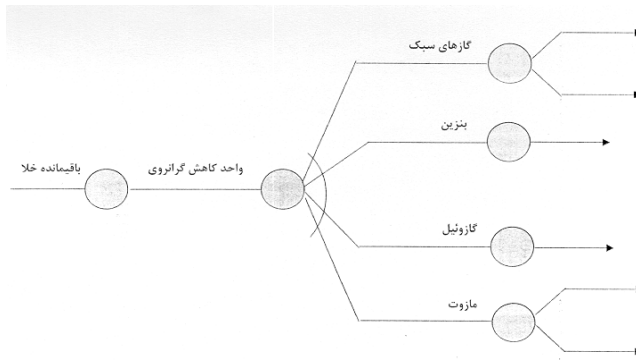 گازهای سبک
بنزین
واحد کاهش گرانروی
باقیمانده خلا
گازوئیل
مازوت